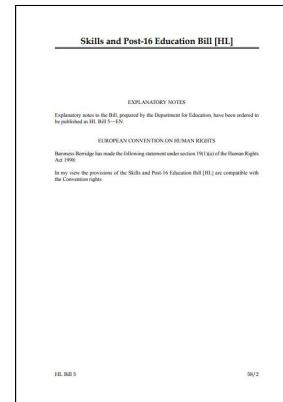 Skills and Post-16 Education Bill [HL]
EXPLANATORY NOTES
Explanatory notes to the Bill, prepared by the Department for Education, have been ordered to
be published as HL Bill 5—EN.
EUROPEAN CONVENTION ON HUMAN RIGHTS
Baroness Berridge has made the following statement under section 19(1)(a) of the Human Rights
Act 1998:
In my view the provisions of the Skills and Post-16 Education Bill [HL] are compatible with
the Convention rights.
HL Bill 5
58/2